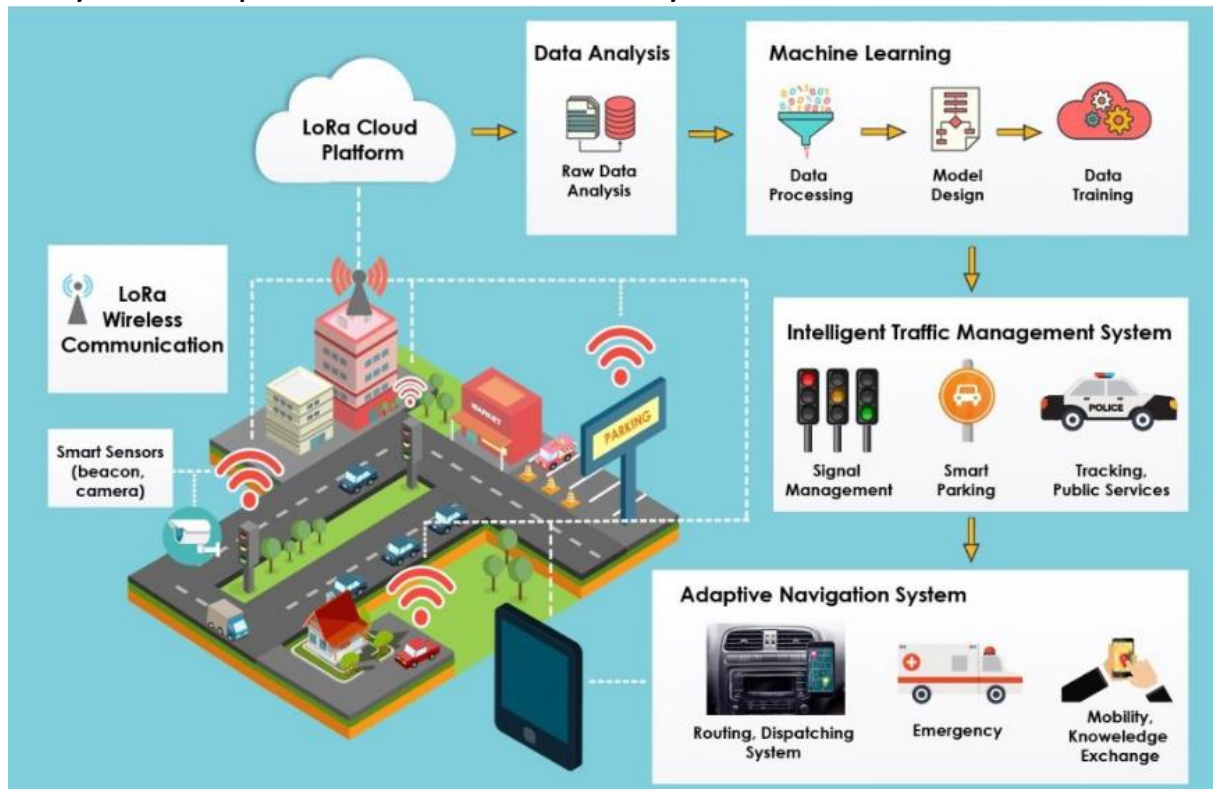 LoRa Cloud
Platform
Data Analysis
Raw Data
Analysis
Machine Learning
Data
Processing
Model
Design
Data
Training
LoRa
Wireless
Communication
Smart Sensors
(beacon,
camera)
MARKET
PARKING
Intelligent Traffic Management System
Signal
Management
Smart
Parking
POLICE
Tracking,
Public Services
Adaptive Navigation System
Routing, Dispatching
System
Emergency
Mobility,
Knoweledge
Exchange